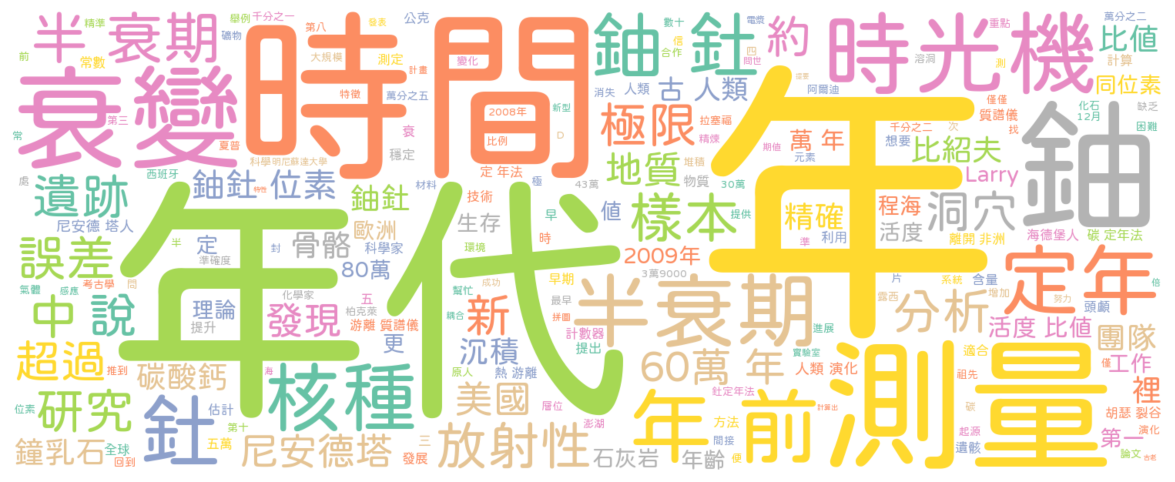 半 衰期
精準
舉例
千分之一
第八
發表
公克
時間
鈾 釷
數十
信
合作
電漿
四
問世
約
時光機
重點
萬分之二
比值
前
常數
礦物
大規模
測定
計畫
變化
溶洞
測
計算
衰變
特徵
萬分之五
消失
人類
古 人類
阿爾迪
同位素
常
第三
夏普
衰
2008年
新型
比例
D
極限
拉塞福
精煉
期值
萬 年
元素
僅僅
質譜儀
找
千分之二
次
想要
化石
12月
缺乏
困難
鈾
科學
明尼蘇達大學
穩定
處
西班牙
鈾釷 位素
特性
定 年法
材料
極
地質
堆積
物質
43萬
30萬
比紹夫
Larry
遺跡
鈾釷
技術
值
早
樣本
提供
精確
準
利用
程海
活度
洞穴
離開 非洲
海德堡人
碳 定年法
尼安德 塔人
半
定
封
準確度
骨骼
歐洲
科學家
生存
環境
時
2009年
誤差
考古學
氣體
感應
問
80萬
化學家
成功
早期
3萬9000
片
系統
含量
定年
倍
年代
年
中 說
理論
提升
發現
五
柏克萊
游離 質譜儀
更
幫忙
耦合
新
最早
拼圖
計數器
提出
半衰期
進展
露西
增加
分析
頭顱
努力
活度 比值
團隊
超過
推到
碳酸鈣
海
核種
沉積
原人
熱 游離
60萬 年
實驗室
人類 演化
測量
適合
祖先
僅
工作
裡
位素
研究
釷
估計
美國
層位
釷定年法
計算出
澎湖
年
前
方法
間接
便
碳
起源
遺骸
胡瑟 裂谷
第一
演化
論文
鐘乳石
全球
回到
第十
五萬
尼安德塔
三
發展
放射性
石灰岩
年齡